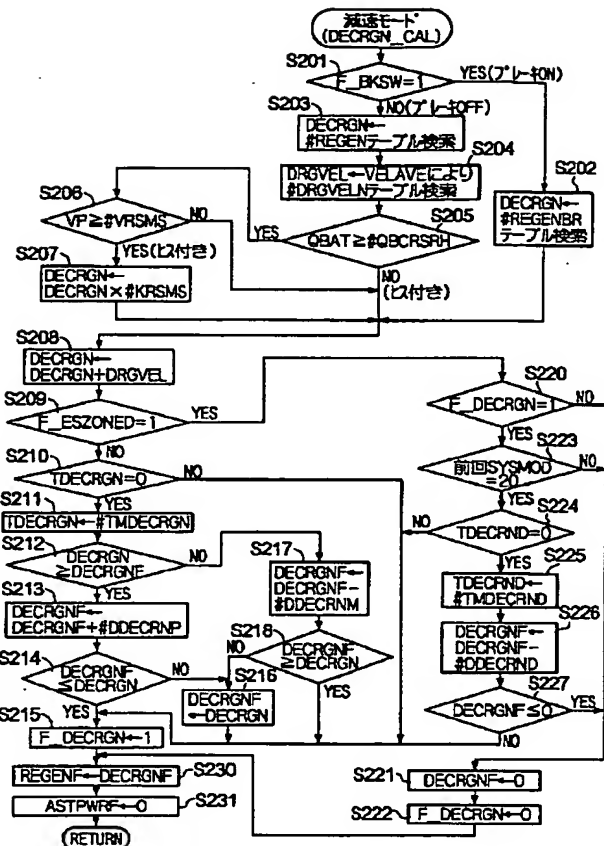 減速モード
(DECRGN_CAL)
S201
F_BKSW=1
YES(ブレーキON)
NO(ブレーキOFF)
S203
DECRGN←
#REGENテーブル検索
S204
DRGVEL←VELAVEにより
#DRGVELNテーブル検索
S202
DECRGN←
#REGENBR
テーブル検索
S205
QBAT≧#QBCRSRH
YES
NO
(ヒス付き)
S206
VP≧#VRSMS
NO
YES(ヒス付き)
S207
DECRGN←
DECRGN×#KRSMS
S208
DECRGN←
DECRGN+DRGVEL
S209
F_ESZONED=1
YES
NO
S210
TDECRGN=0
NO
YES
S211
TDECRGN←#TMDECRGN
S212
DECRGN
≧DECRGNF
NO
YES
S213
DECRGNF←
DECRGNF+#DDECRNP
S214
DECRGNF
≦DECRGN
NO
YES
S215
F_DECRGN←1
S216
DECRGNF
←DECRGN
S217
DECRGNF←
DECRGNF-
#DDECRNM
S218
DECRGNF
≧DECRGN
NO
YES
S220
F_DECRGN=1
NO
YES
S223
前回SYSMOD
=20
NO
YES
S224
TDECRND=0
NO
YES
S225
TDECRND←
#TMDECRND
S226
DECRGNF←
DECRGNF-
#DDECRND
S227
DECRGNF≦0
YES
NO
S221
DECRGNF←0
S222
F_DECRGN←0
REGENF←DECRGNF
S230
ASTPWRF←0
S231
(RETURN)